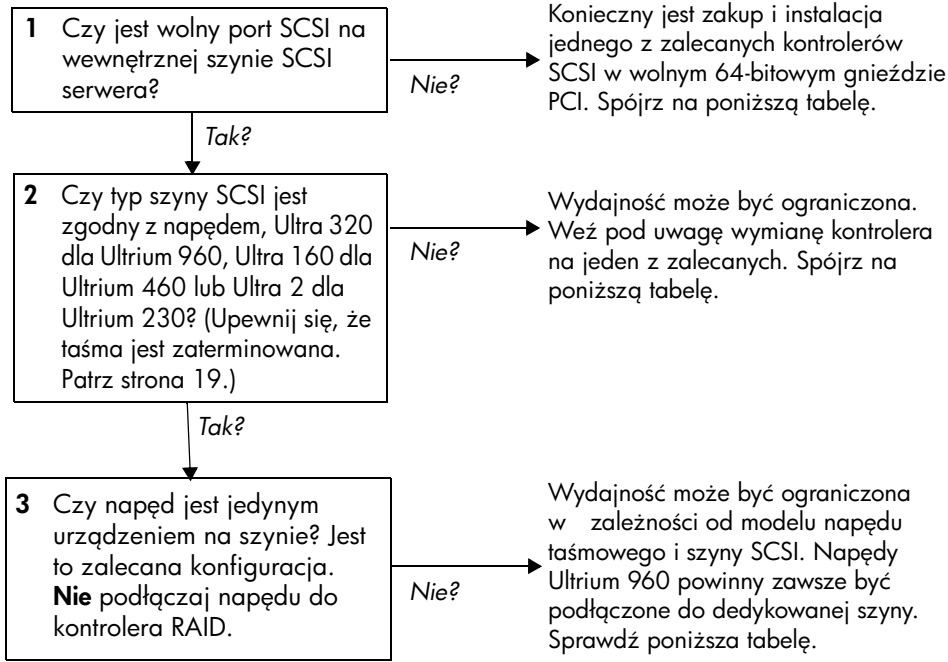 1 Czy jest wolny port SCSI na
wewnętrznej szynie SCSI
serwera?
Nie?
Konieczny jest zakup i instalacja
jednego z zalecanych kontrolerów
SCSI w wolnym 64-bitowym gnieździe
PCI. Spójrz na poniższą tabelę.
Tak?
2 Czy typ szyny SCSI jest
zgodny z napędem, Ultra 320
dla Ultrium 960, Ultra 160 dla
Ultrium 460 lub Ultra 2 dla
Ultrium 230? (Upewnij się, że
taśma jest zaterminowana.
Patrz strona 19.)
Nie?
Wydajność może być ograniczona.
Weź pod uwagę wymianę kontrolera
na jeden z zalecanych. Spójrz na
poniższą tabelę.
Tak?
3 Czy napęd jest jedynym
urządzeniem na szynie? Jest
to zalecana konfiguracja.
Nie podłączaj napędu do
kontrolera RAID.
Nie?
Wydajność może być ograniczona
w zależności od modelu napędu
taśmowego i szyny SCSI. Napędy
Ultrium 960 powinny zawsze być
podłączone do dedykowanej szyny.
Sprawdź poniższa tabelę.